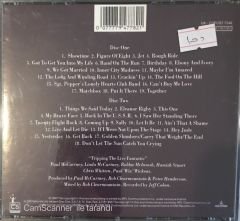 Disc One
1. Showtime 2. Figure Of Eight 3. Jet 4. Rough Ride
5. Got To Get You Into My Life 6. Band On The Run 7. Birthday 8. Ebony And Ivory
9. We Got Married 10. Inner City Madness 11. Maybe I'm Amazed
12. The Long And Winding Road 13. Crackin' Up 14. The Fool On The Hill
15. Sgt. Pepper's Lonely Hearts Club Band 16. Can't Buy Me Love
17. Matchbox 18. Put It There 19. Together
Disc Two
1. Things We Said Today 2. Eleanor Rigby 3. This One
4. My Brave Face 5. Back In The U.S.S.R. 6. I Saw Her Standing There
7. Twenty Flight Rock 8. Coming Up 9. Sally 10. Let It Be 11. Ain't That A Shame
12. Live And Let Die 13. If I Were Not Upon The Stage 14. Hey Jude
15. Yesterday 16. Get Back 17. Golden Slumbers/Carry That Weight/The End
18. Don't Let The Sun Catch You Crying
"Tripping The Live Fantastic"
Paul McCartney, Linda McCartney, Robbie McIntosh, Hamish Stuart
Chris Whitten, Paul "Wix" Wickens
Produced by Paul McCartney, Bob Clearmountain & Peter Henderson.
Mixed by Bob Clearmountain. Recorded by Jeff Cohen.
CamScanner ile tarandı